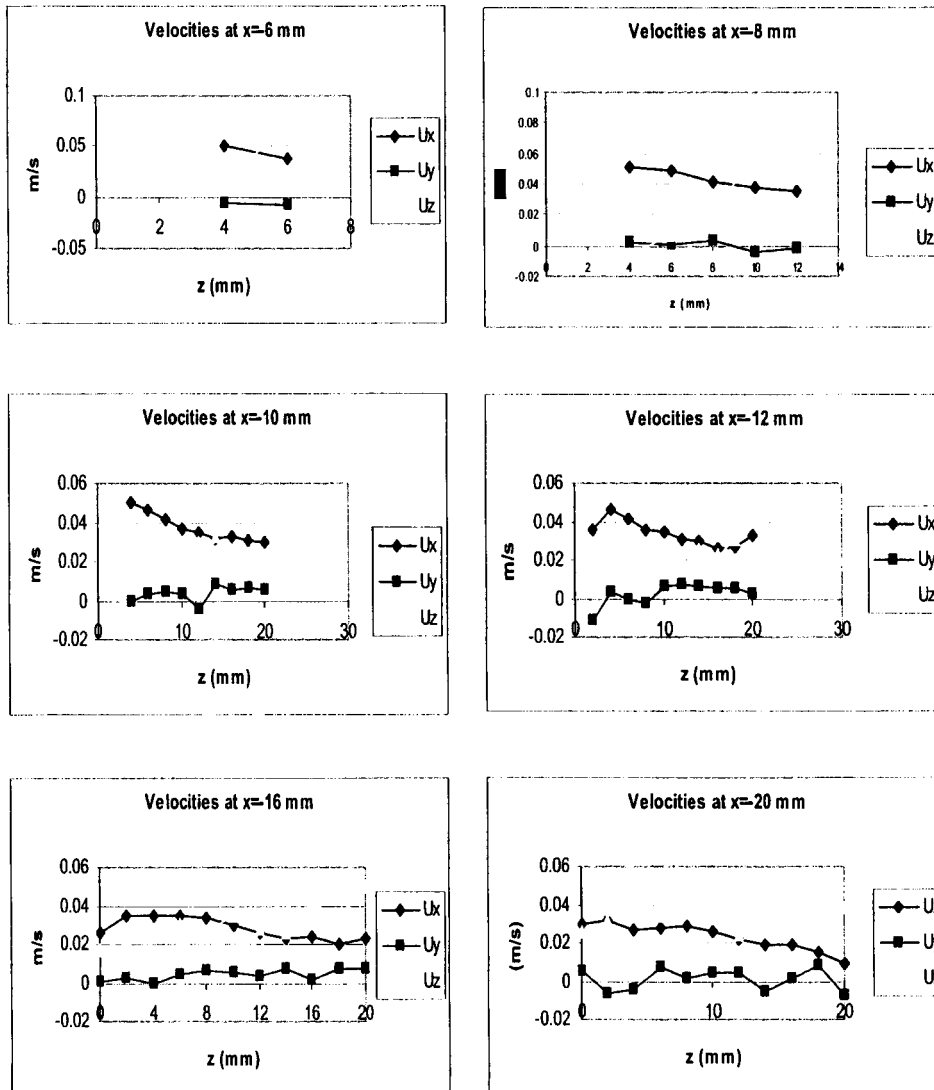 Velocities at x=-6 mm
0.1
0.05
0
-0.05
m/s
0 2 4 6 8
z (mm)
Ux
Uy
Uz
Velocities at x=-8 mm
0.1
0.08
0.06
0.04
0.02
0
-0.02
0 2 4 6 8 10 12 14
z (mm)
Ux
Uy
Uz
Velocities at x=-10 mm
0.06
0.04
0.02
0
-0.02
m/s
0 10 20 30
z (mm)
Ux
Uy
Uz
Velocities at x=-12 mm
0.06
0.04
0.02
0
-0.02
m/s
0 10 20 30
z (mm)
Ux
Uy
Uz
Velocities at x=-16 mm
0.06
0.04
0.02
0
-0.02
m/s
0 4 8 12 16 20
z (mm)
Ux
Uy
Uz
Velocities at x=-20 mm
0.06
0.04
0.02
0
-0.02
(m/s)
0 10 20
z (mm)
U
U
U